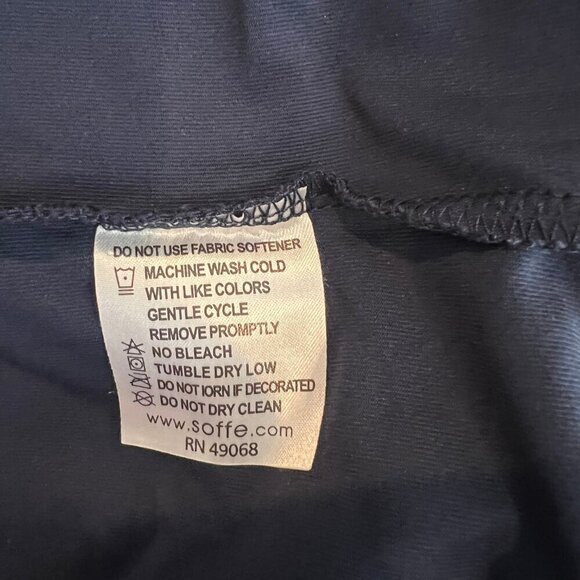 DO NOT USE FABRIC SOFTENER
MACHINE WASH COLD
WITH LIKE COLORS
GENTLE CYCLE
REMOVE PROMPTLY
NO BLEACH
TUMBLE DRY LOW
DO NOT IORN IF DECORATED
DO NOT DRY CLEAN
www.soffe.com
RN 49068